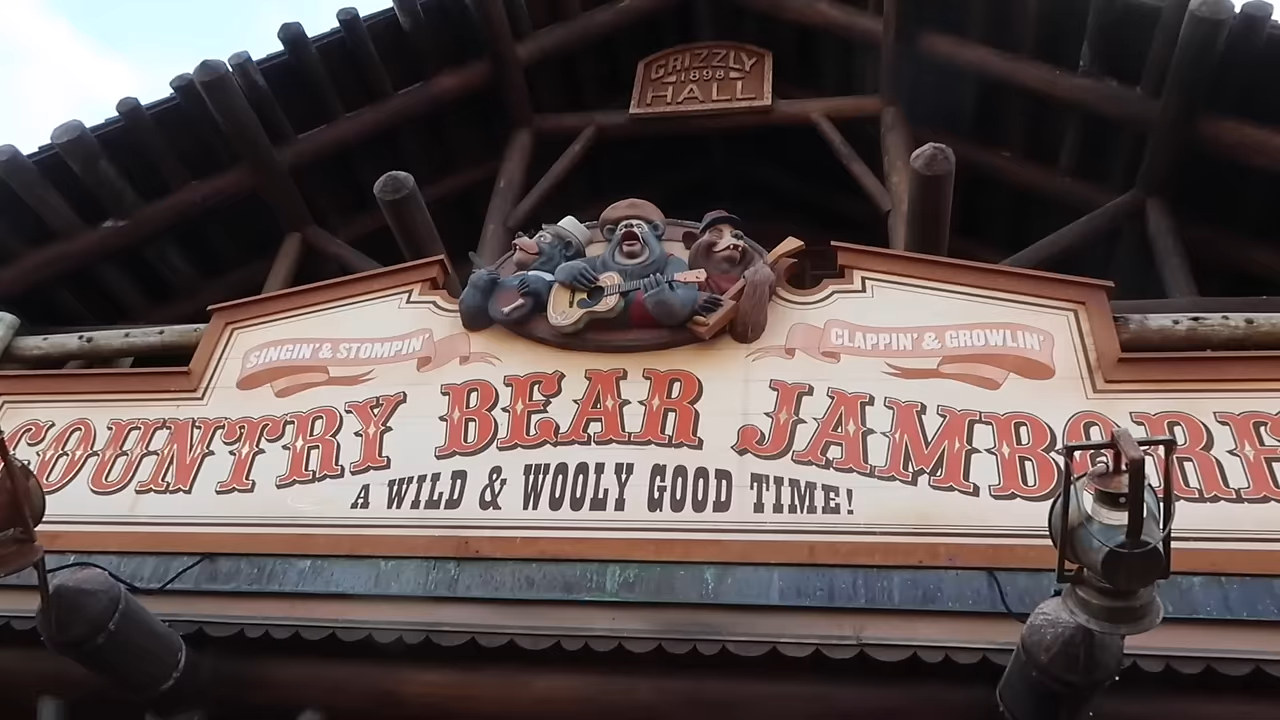 GRIZZLY
1898
HALL
SINGIN' & STOMPIN'
CLAPPIN' & GROWLIN'
COUNTRY BEAR JAMBORE
A WILD & WOOLY GOOD TIME!